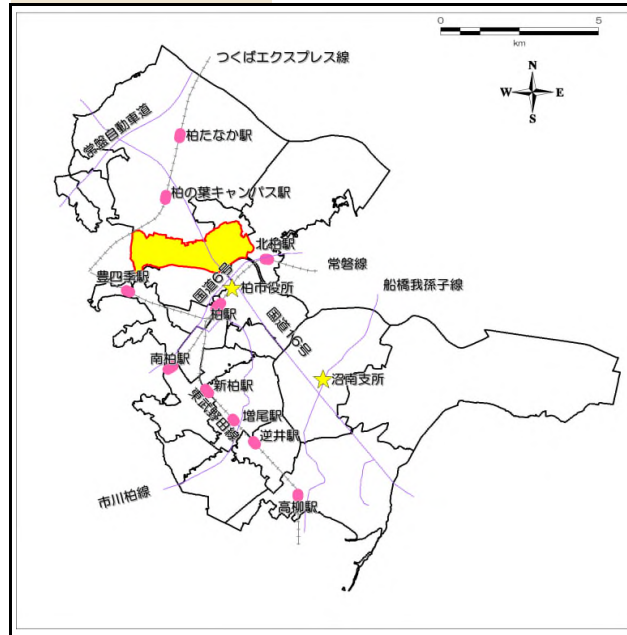 0 5
km
N
W E
S
つくばエクスプレス線
常磐自動車道
柏たなか駅
柏の葉キャンパス駅
北柏駅
常磐線
豊四季駅
国道6号
柏市役所
船橋我孫子線
柏駅
国道16号
南柏駅
沼南支所
新柏駅
東武野田線
増尾駅
逆井駅
市川柏線
高柳駅